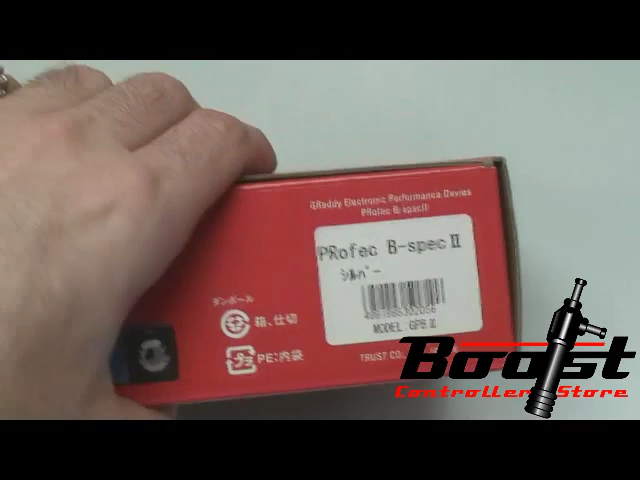 GReddy Electronic Performance Devies
PRofec B-specII
PRofec B-spec II
シルバー
MODEL:GPB II
ダンボール
箱、仕切
PE:内袋
TRUST CO.,
Boost
Controller Store